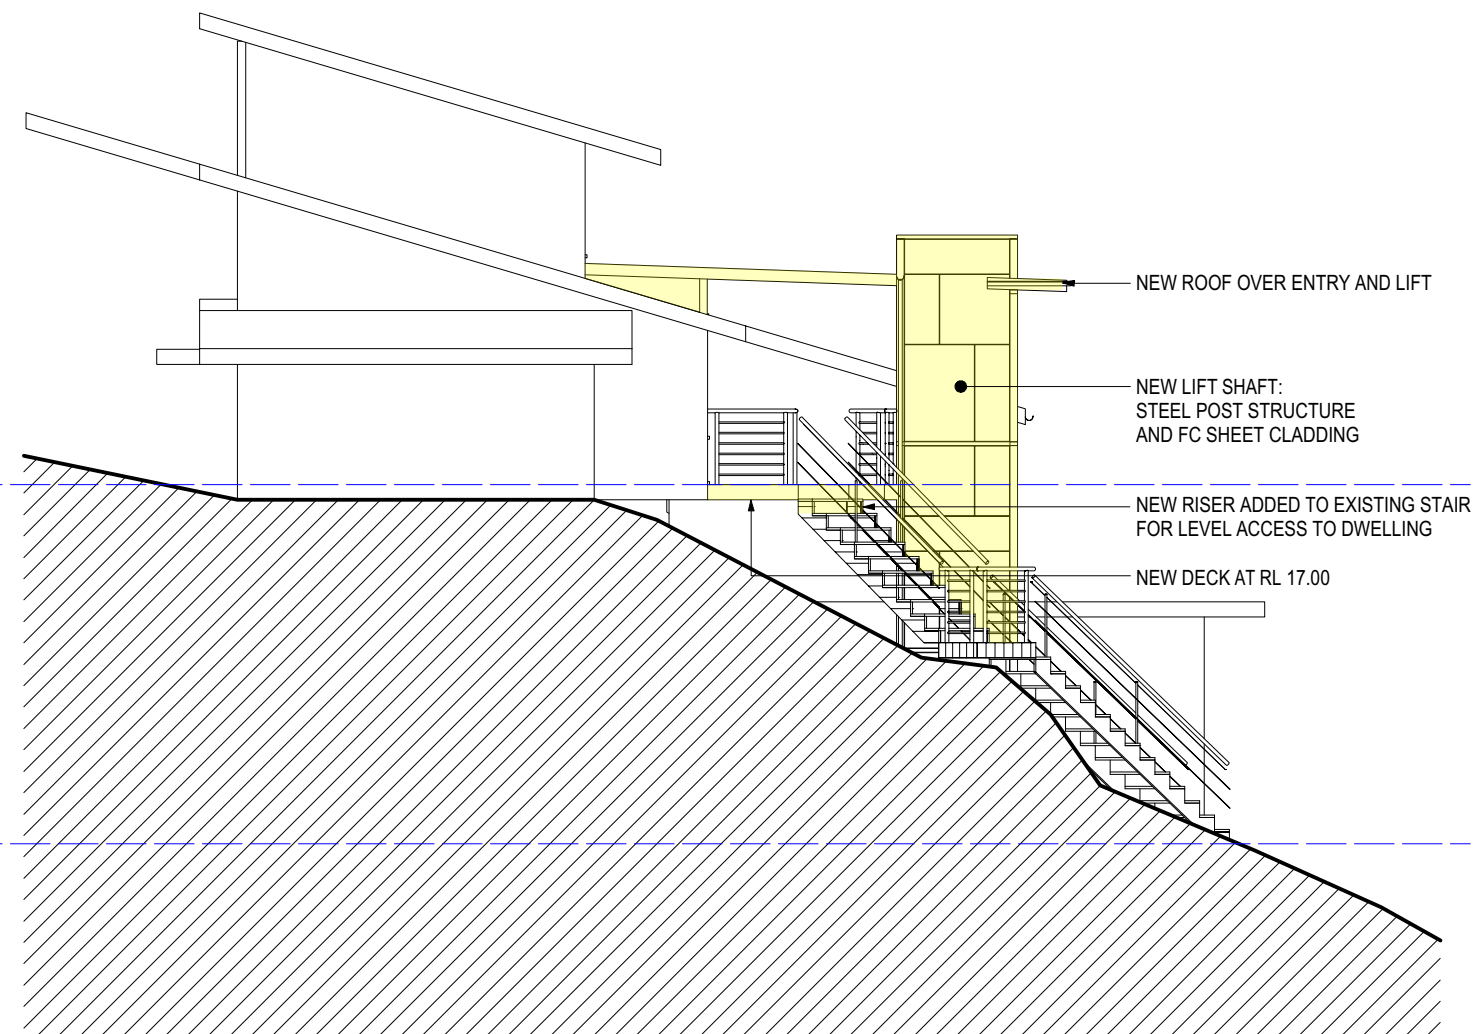 NEW ROOF OVER ENTRY AND LIFT
NEW LIFT SHAFT:
STEEL POST STRUCTURE
AND FC SHEET CLADDING
NEW RISER ADDED TO EXISTING STAIR
FOR LEVEL ACCESS TO DWELLING
NEW DECK AT RL 17.00